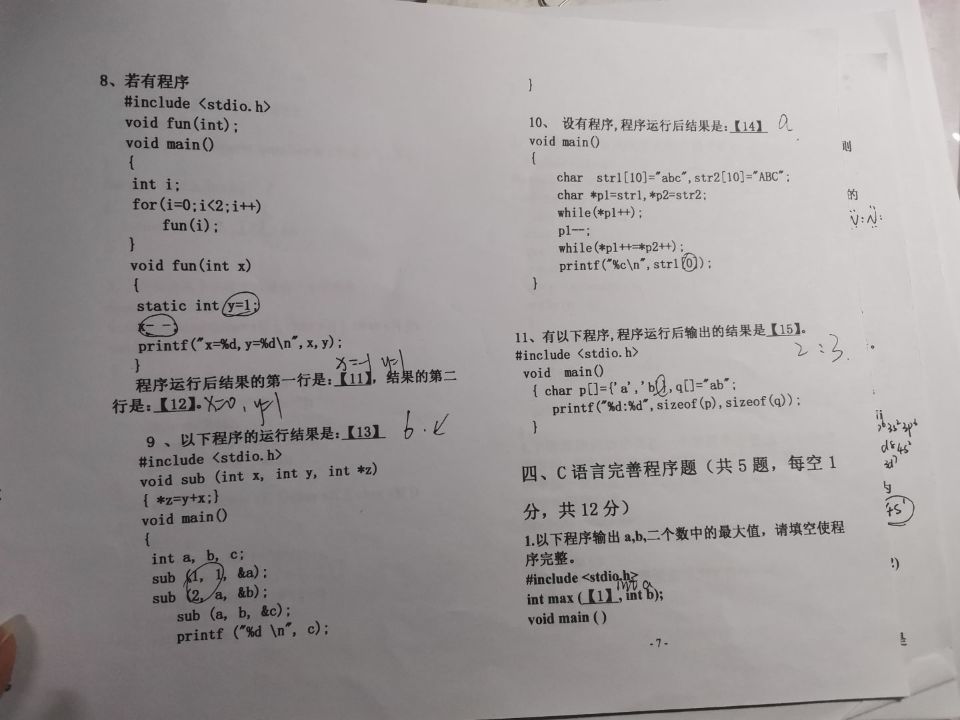 8、若有程序
#include <stdio.h>
void fun(int);
void main()
{
int i;
for(i=0;i<2;i++)
fun(i);
}
void fun(int x)
{
static int y=1;
x--;
printf("x=%d,y=%d\n",x,y);
}
x=-1 y=1
程序运行后结果的第一行是:【11】，结果的第二
行是:【12】。x=0, y=1
9 、以下程序的运行结果是:【13】 6.
#include <stdio.h>
void sub (int x, int y, int *z)
{ *z=y+x;}
void main()
{
int a, b, c;
sub (1, 1, &a);
sub (2, a, &b);
sub (a, b, &c);
printf ("%d \n", c);
}
10、 设有程序,程序运行后结果是:【14】 a
void main()
{
char str1[10]="abc",str2[10]="ABC";
char *p1=str1,*p2=str2;
while(*p1++);
p1--;
while(*p1++=*p2++);
printf("%c\n",str1[0]);
}
11、有以下程序,程序运行后输出的结果是【15】。
2:3.
#include <stdio.h>
void main()
{ char p[]={'a','b'},q[]="ab";
printf("%d:%d",sizeof(p),sizeof(q));
}
四、C 语言完善程序题（共 5 题，每空 1
分，共 12 分）
1.以下程序输出 a,b,二个数中的最大值，请填空使程
序完整。
#include <stdio.h>
int a
int max (【1】, int b);
void main ( )
- 7 -
的
3s² 3p⁶
4s²
3d⁷
4s¹